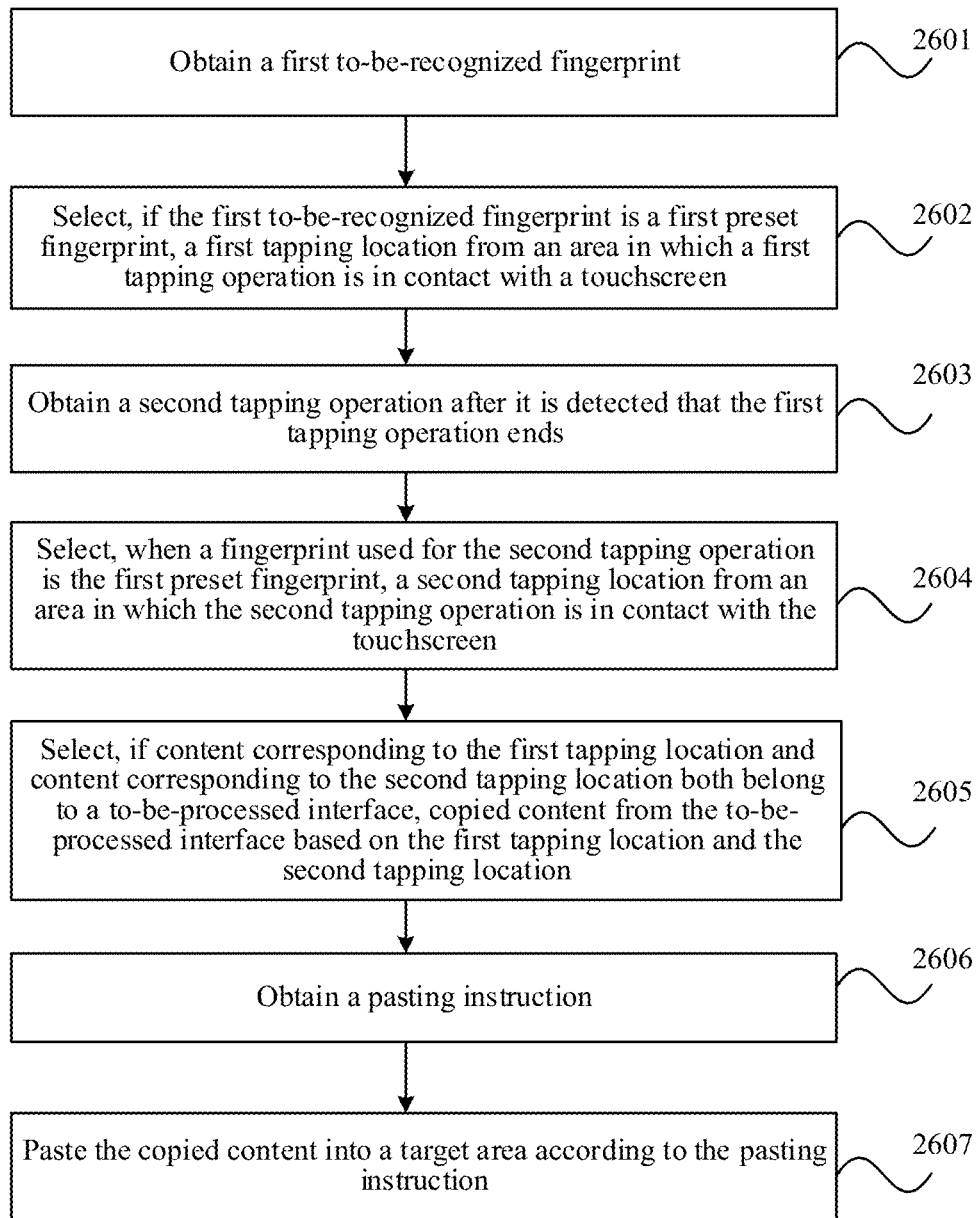 Obtain a first to-be-recognized fingerprint
2601
Select, if the first to-be-recognized fingerprint is a first preset
fingerprint, a first tapping location from an area in which a first
tapping operation is in contact with a touchscreen
2602
Obtain a second tapping operation after it is detected that the first
tapping operation ends
2603
Select, when a fingerprint used for the second tapping operation
is the first preset fingerprint, a second tapping location from an
area in which the second tapping operation is in contact with the
touchscreen
2604
Select, if content corresponding to the first tapping location and
content corresponding to the second tapping location both belong
to a to-be-processed interface, copied content from the to-be-
processed interface based on the first tapping location and the
second tapping location
2605
Obtain a pasting instruction
2606
Paste the copied content into a target area according to the pasting
instruction
2607